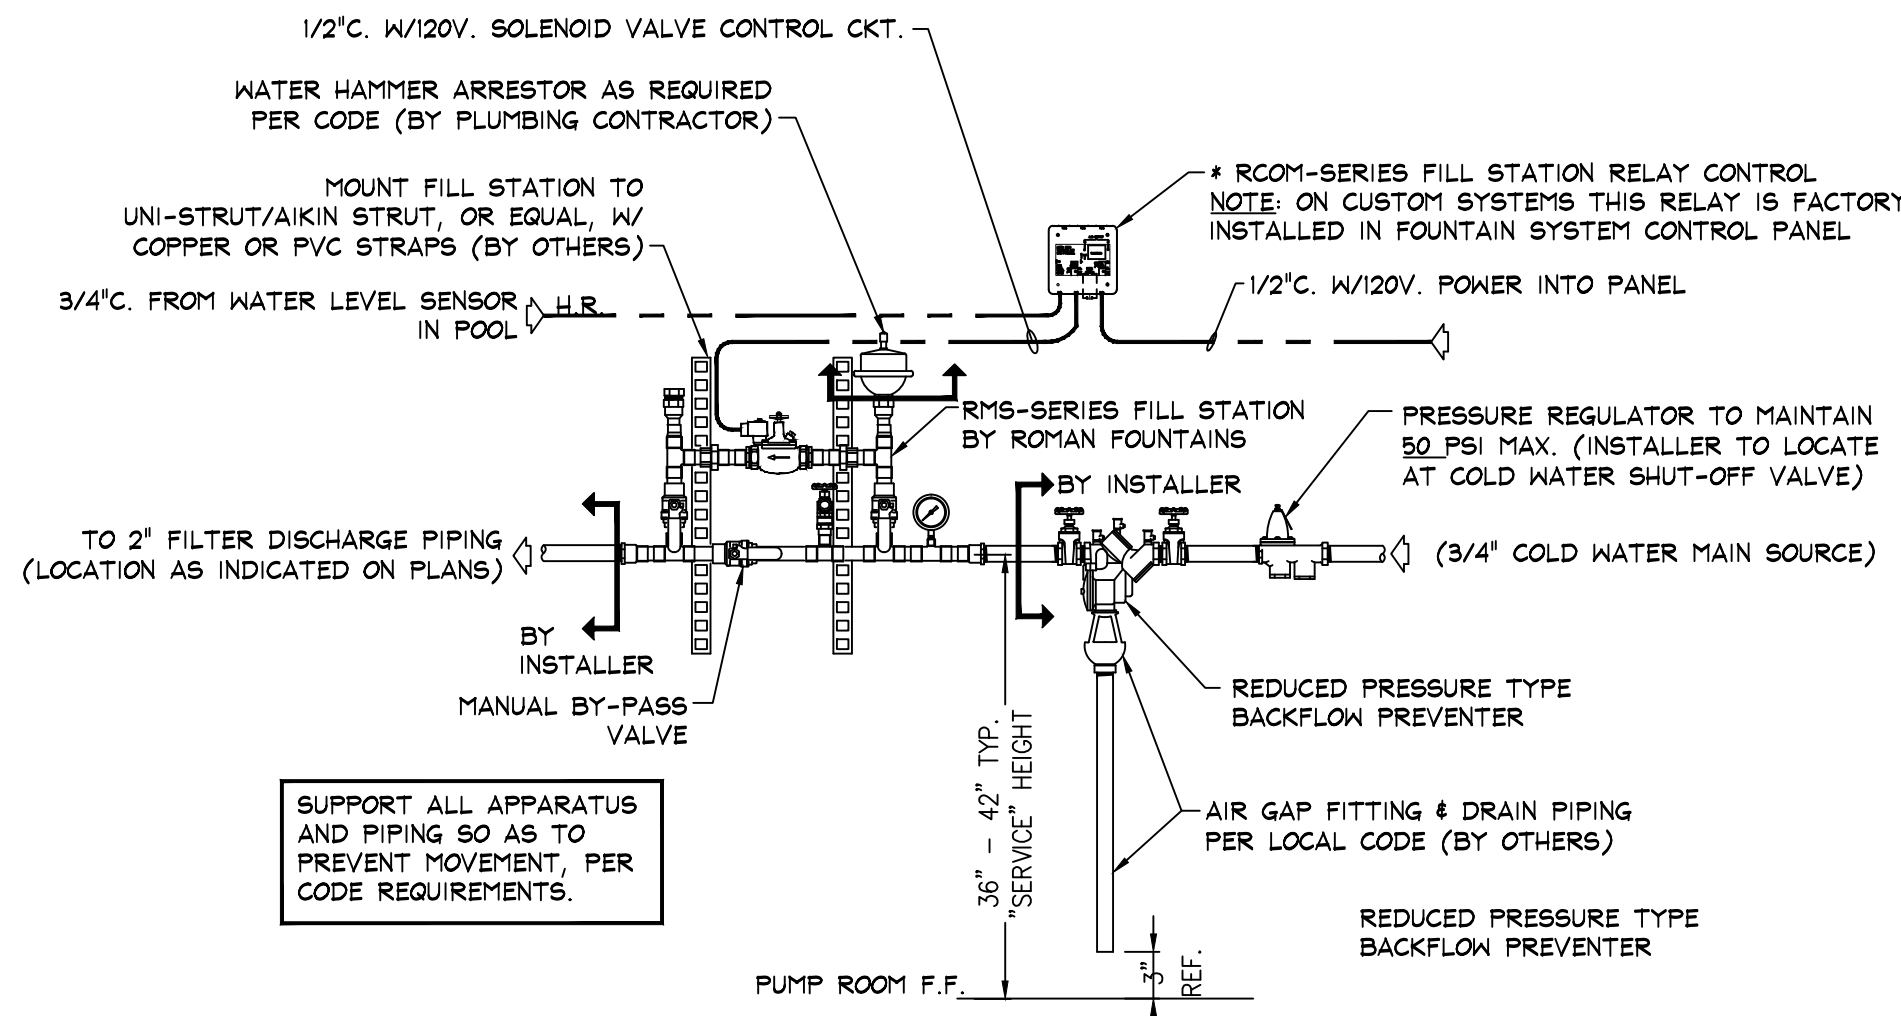 1/2"C. W/120V. SOLENOID VALVE CONTROL CKT.
WATER HAMMER ARRESTOR AS REQUIRED
PER CODE (BY PLUMBING CONTRACTOR)
MOUNT FILL STATION TO
UNI-STRUT/AIKIN STRUT, OR EQUAL, W/
COPPER OR PVC STRAPS (BY OTHERS)
* RCOM-SERIES FILL STATION RELAY CONTROL
NOTE: ON CUSTOM SYSTEMS THIS RELAY IS FACTORY
INSTALLED IN FOUNTAIN SYSTEM CONTROL PANEL
3/4"C. FROM WATER LEVEL SENSOR
IN POOL
H.R.
1/2"C. W/120V. POWER INTO PANEL
RMS-SERIES FILL STATION
BY ROMAN FOUNTAINS
PRESSURE REGULATOR TO MAINTAIN
50 PSI MAX. (INSTALLER TO LOCATE
AT COLD WATER SHUT-OFF VALVE)
BY INSTALLER
TO 2" FILTER DISCHARGE PIPING
(LOCATION AS INDICATED ON PLANS)
(3/4" COLD WATER MAIN SOURCE)
BY
INSTALLER
MANUAL BY-PASS
VALVE
REDUCED PRESSURE TYPE
BACKFLOW PREVENTER
36" - 42" TYP.
"SERVICE" HEIGHT
SUPPORT ALL APPARATUS
AND PIPING SO AS TO
PREVENT MOVEMENT, PER
CODE REQUIREMENTS.
AIR GAP FITTING & DRAIN PIPING
PER LOCAL CODE (BY OTHERS)
REDUCED PRESSURE TYPE
BACKFLOW PREVENTER
3"
REF.
PUMP ROOM F.F.